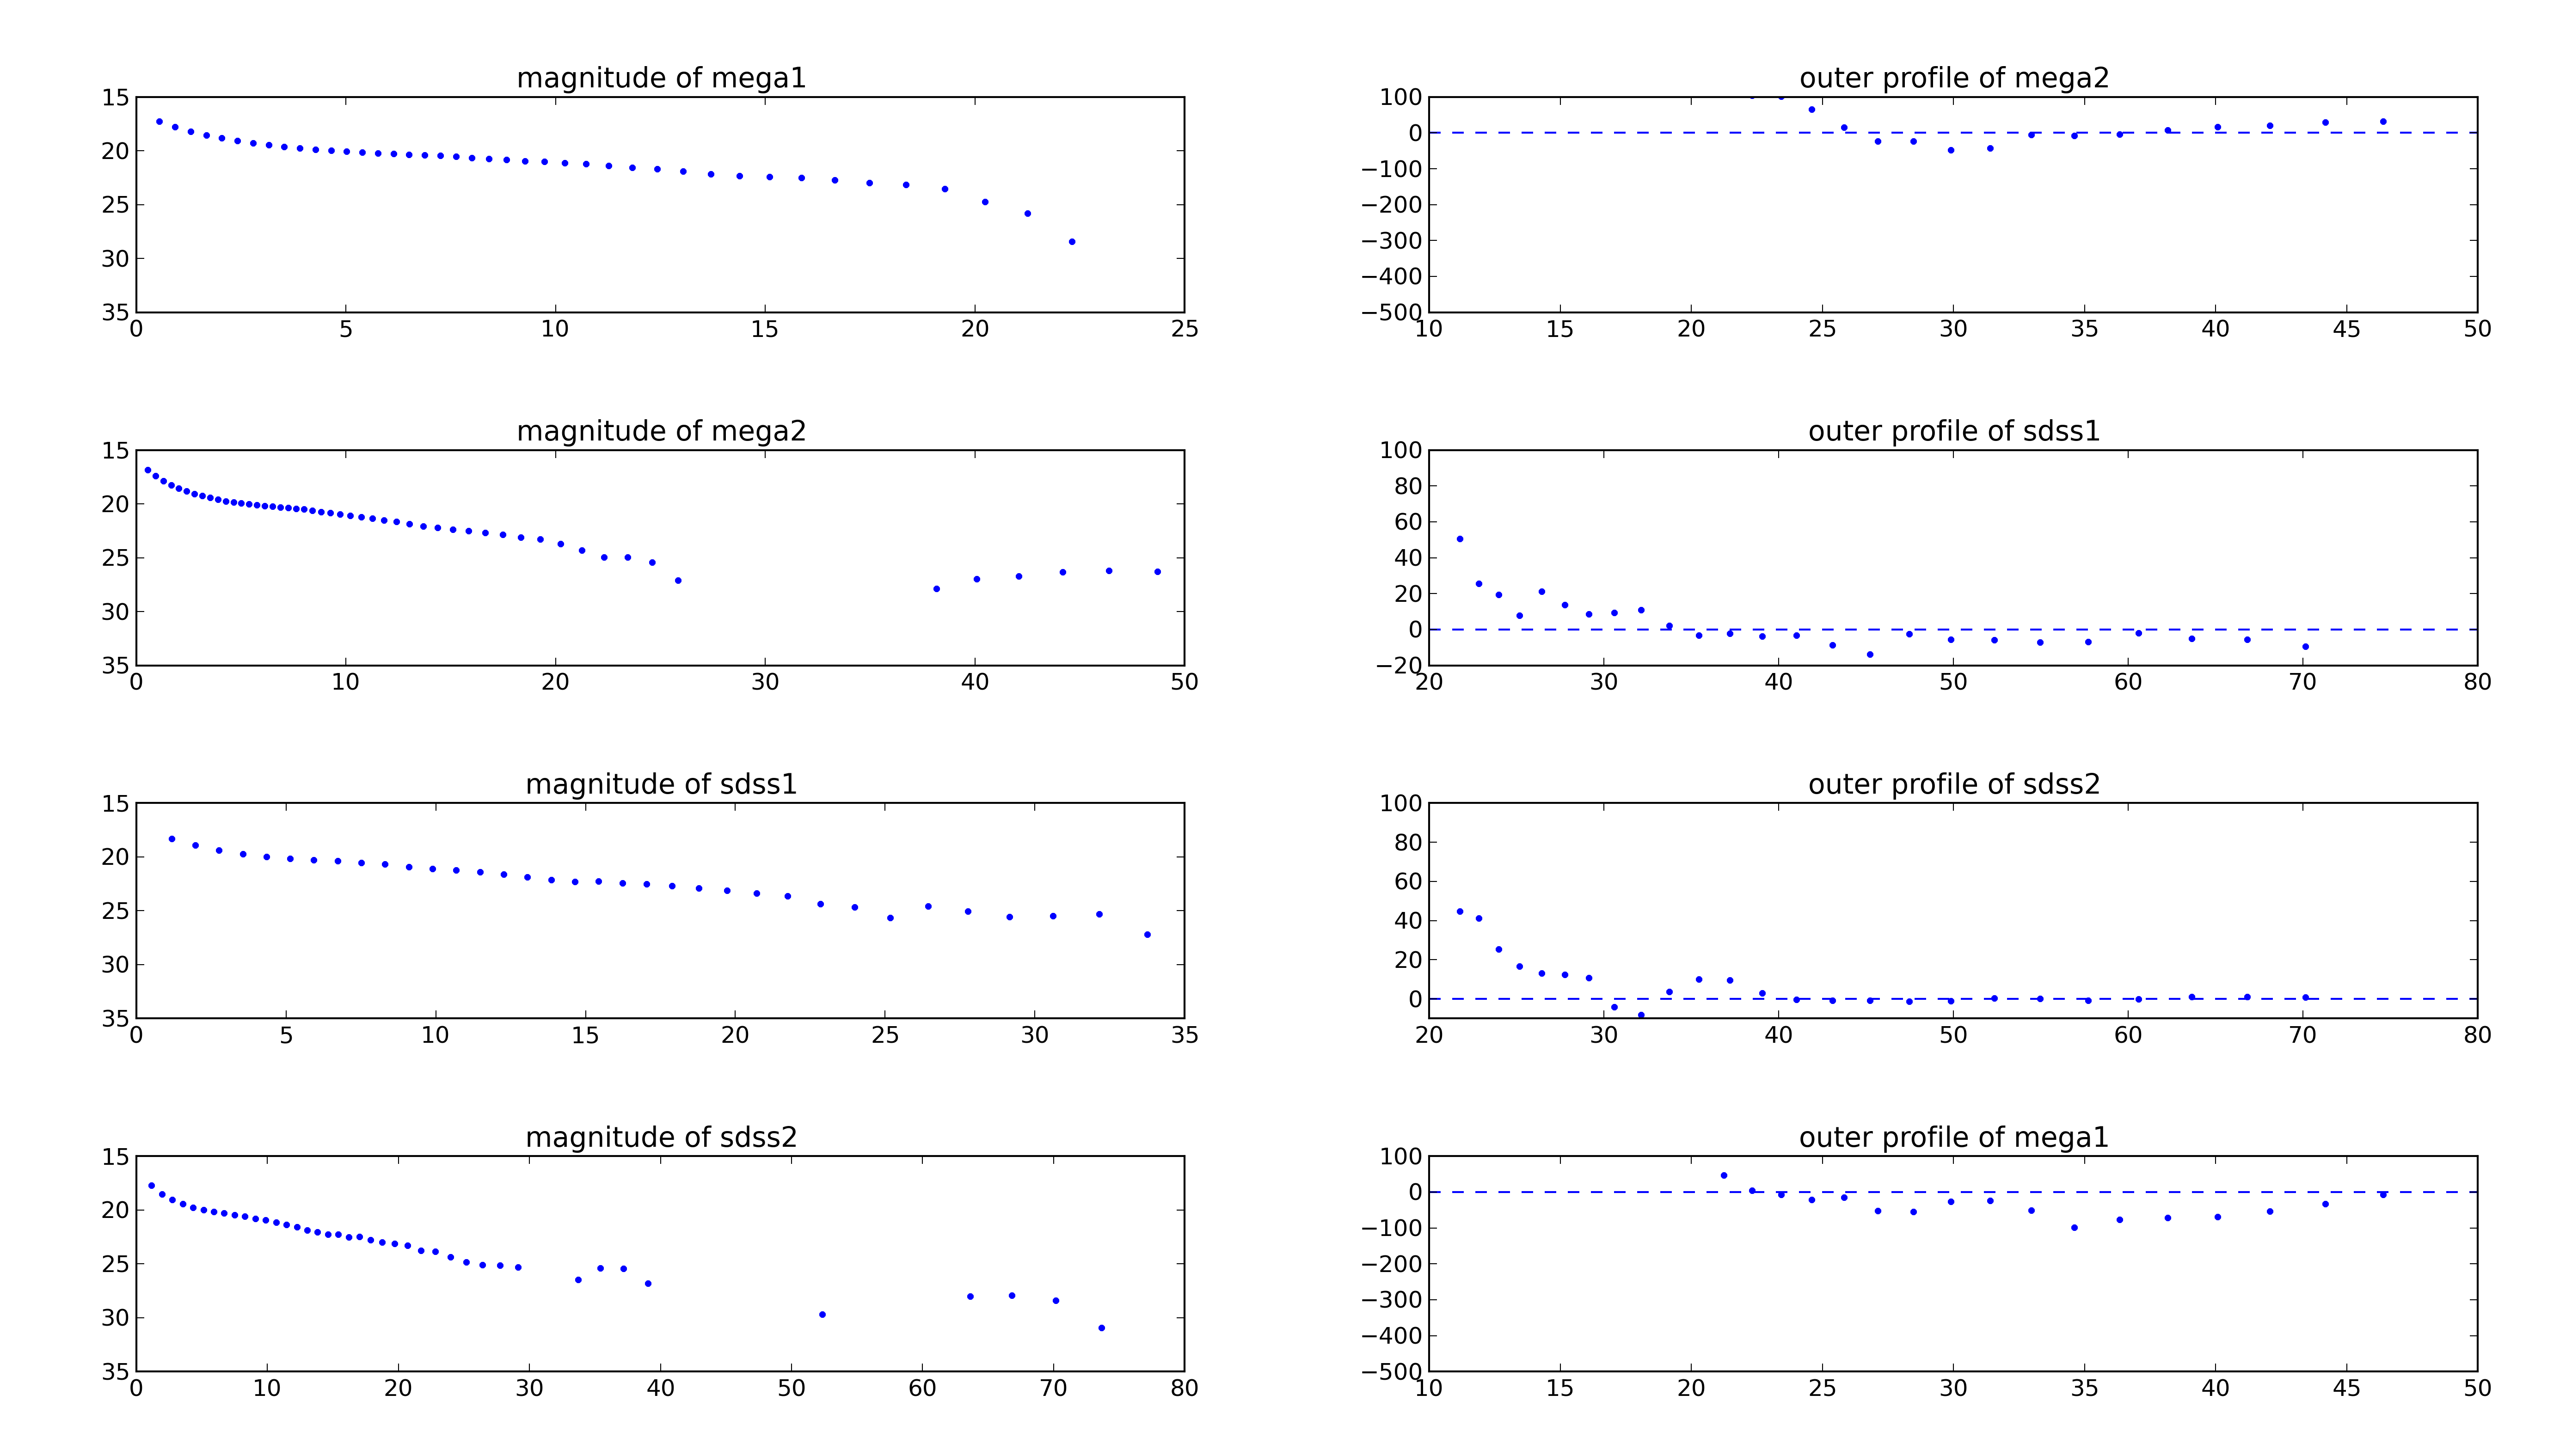 magnitude of mega1
15
20
25
30
35
0 5 10 15 20 25
outer profile of mega2
100
0
−100
−200
−300
−400
−500
10 15 20 25 30 35 40 45 50
magnitude of mega2
15
20
25
30
35
0 10 20 30 40 50
outer profile of sdss1
100
80
60
40
20
0
−20
20 30 40 50 60 70 80
magnitude of sdss1
15
20
25
30
35
0 5 10 15 20 25 30 35
outer profile of sdss2
100
80
60
40
20
0
20 30 40 50 60 70 80
magnitude of sdss2
15
20
25
30
35
0 10 20 30 40 50 60 70 80
outer profile of mega1
100
0
−100
−200
−300
−400
−500
10 15 20 25 30 35 40 45 50